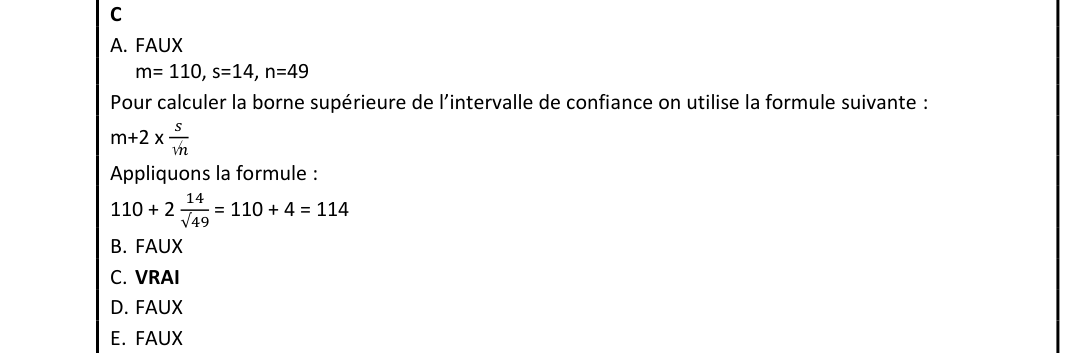 C
A. FAUX
m= 110, s=14, n=49
Pour calculer la borne supérieure de l’intervalle de confiance on utilise la formule suivante :
m+2 x s/√n
Appliquons la formule :
110 + 2 14/√49 = 110 + 4 = 114
B. FAUX
C. VRAI
D. FAUX
E. FAUX